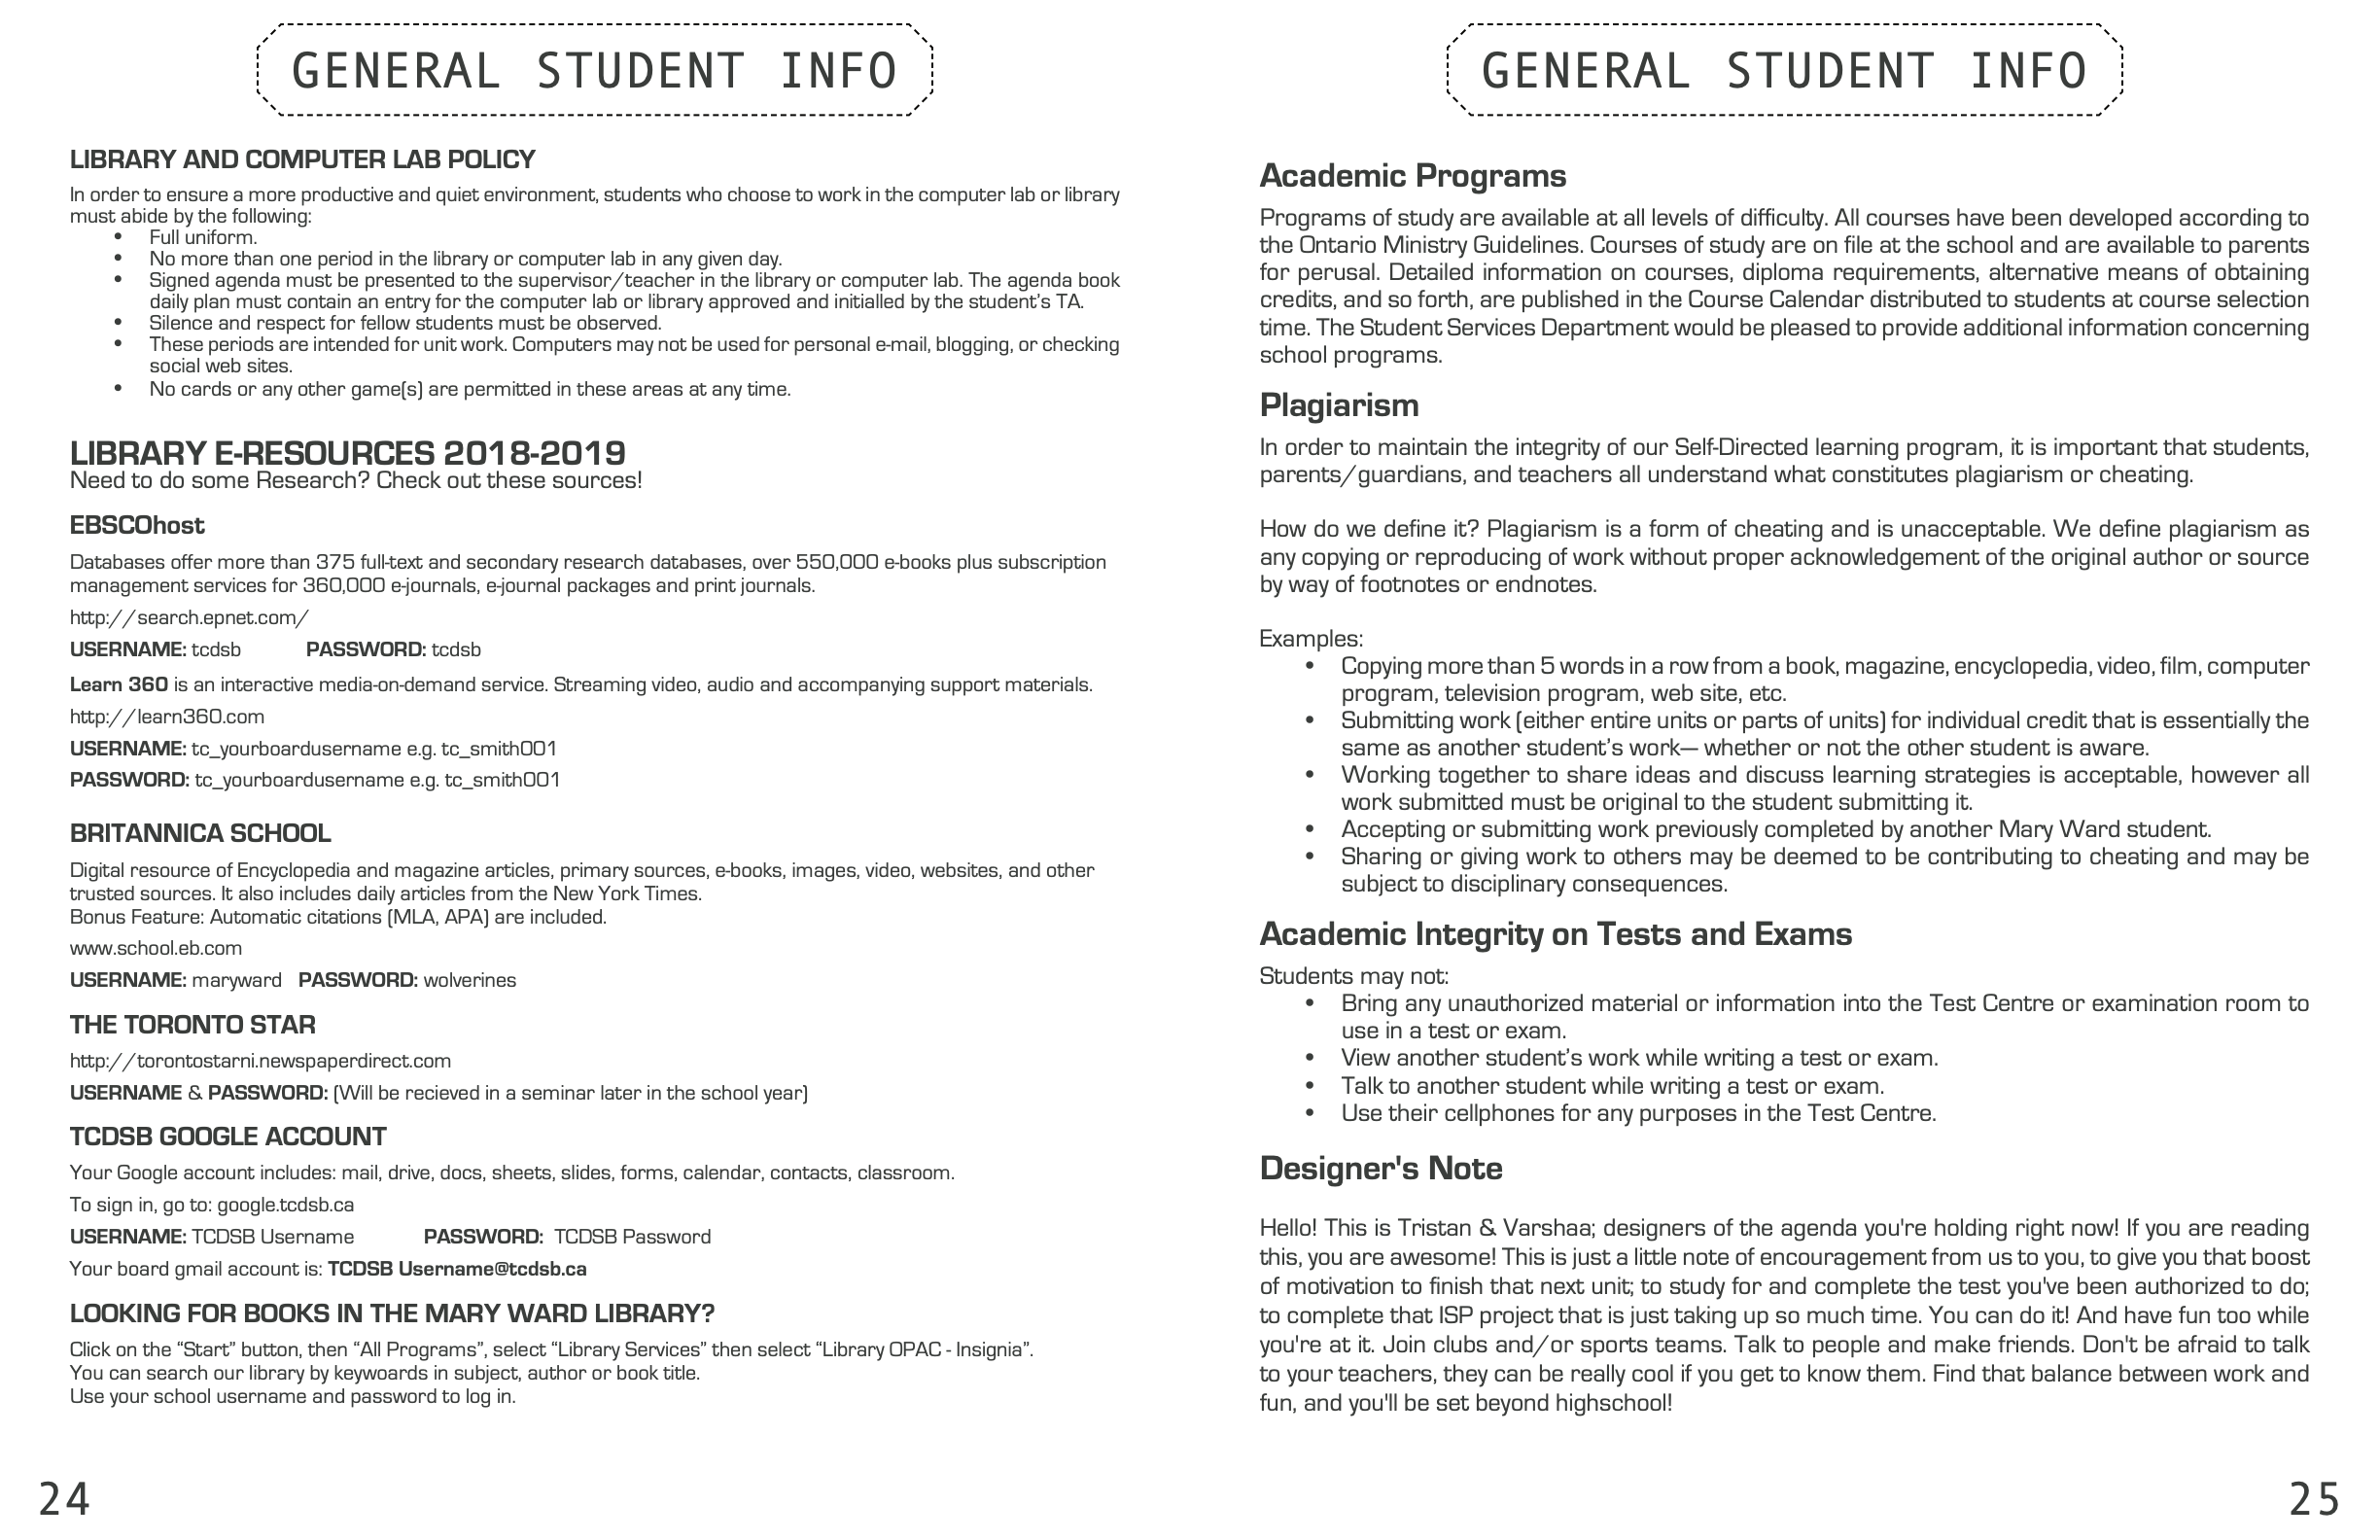 GENERAL STUDENT INFO
LIBRARY AND COMPUTER LAB POLICY
In order to ensure a more productive and quiet environment, students who choose to work in the computer lab or library
must abide by the following:
• Full uniform.
• No more than one period in the library or computer lab in any given day.
• Signed agenda must be presented to the supervisor/teacher in the library or computer lab. The agenda book
daily plan must contain an entry for the computer lab or library approved and initialled by the student’s TA.
• Silence and respect for fellow students must be observed.
• These periods are intended for unit work. Computers may not be used for personal e-mail, blogging, or checking
social web sites.
• No cards or any other game(s) are permitted in these areas at any time.
LIBRARY E-RESOURCES 2018-2019
Need to do some Research? Check out these sources!
EBSCOhost
Databases offer more than 375 full-text and secondary research databases, over 550,000 e-books plus subscription
management services for 360,000 e-journals, e-journal packages and print journals.
http://search.epnet.com/
USERNAME: tcdsb PASSWORD: tcdsb
Learn 360 is an interactive media-on-demand service. Streaming video, audio and accompanying support materials.
http://learn360.com
USERNAME: tc_yourboardusername e.g. tc_smith001
PASSWORD: tc_yourboardusername e.g. tc_smith001
BRITANNICA SCHOOL
Digital resource of Encyclopedia and magazine articles, primary sources, e-books, images, video, websites, and other
trusted sources. It also includes daily articles from the New York Times.
Bonus Feature: Automatic citations (MLA, APA) are included.
www.school.eb.com
USERNAME: maryward PASSWORD: wolverines
THE TORONTO STAR
http://torontostarni.newspaperdirect.com
USERNAME & PASSWORD: (Will be recieved in a seminar later in the school year)
TCDSB GOOGLE ACCOUNT
Your Google account includes: mail, drive, docs, sheets, slides, forms, calendar, contacts, classroom.
To sign in, go to: google.tcdsb.ca
USERNAME: TCDSB Username PASSWORD: TCDSB Password
Your board gmail account is: TCDSB Username@tcdsb.ca
LOOKING FOR BOOKS IN THE MARY WARD LIBRARY?
Click on the “Start” button, then “All Programs”, select “Library Services” then select “Library OPAC - Insignia”.
You can search our library by keywoards in subject, author or book title.
Use your school username and password to log in.
24
GENERAL STUDENT INFO
Academic Programs
Programs of study are available at all levels of difficulty. All courses have been developed according to
the Ontario Ministry Guidelines. Courses of study are on file at the school and are available to parents
for perusal. Detailed information on courses, diploma requirements, alternative means of obtaining
credits, and so forth, are published in the Course Calendar distributed to students at course selection
time. The Student Services Department would be pleased to provide additional information concerning
school programs.
Plagiarism
In order to maintain the integrity of our Self-Directed learning program, it is important that students,
parents/guardians, and teachers all understand what constitutes plagiarism or cheating.
How do we define it? Plagiarism is a form of cheating and is unacceptable. We define plagiarism as
any copying or reproducing of work without proper acknowledgement of the original author or source
by way of footnotes or endnotes.
Examples:
• Copying more than 5 words in a row from a book, magazine, encyclopedia, video, film, computer
program, television program, web site, etc.
• Submitting work (either entire units or parts of units) for individual credit that is essentially the
same as another student’s work— whether or not the other student is aware.
• Working together to share ideas and discuss learning strategies is acceptable, however all
work submitted must be original to the student submitting it.
• Accepting or submitting work previously completed by another Mary Ward student.
• Sharing or giving work to others may be deemed to be contributing to cheating and may be
subject to disciplinary consequences.
Academic Integrity on Tests and Exams
Students may not:
• Bring any unauthorized material or information into the Test Centre or examination room to
use in a test or exam.
• View another student’s work while writing a test or exam.
• Talk to another student while writing a test or exam.
• Use their cellphones for any purposes in the Test Centre.
Designer's Note
Hello! This is Tristan & Varshaa; designers of the agenda you're holding right now! If you are reading
this, you are awesome! This is just a little note of encouragement from us to you, to give you that boost
of motivation to finish that next unit; to study for and complete the test you've been authorized to do;
to complete that ISP project that is just taking up so much time. You can do it! And have fun too while
you're at it. Join clubs and/or sports teams. Talk to people and make friends. Don't be afraid to talk
to your teachers, they can be really cool if you get to know them. Find that balance between work and
fun, and you'll be set beyond highschool!
25